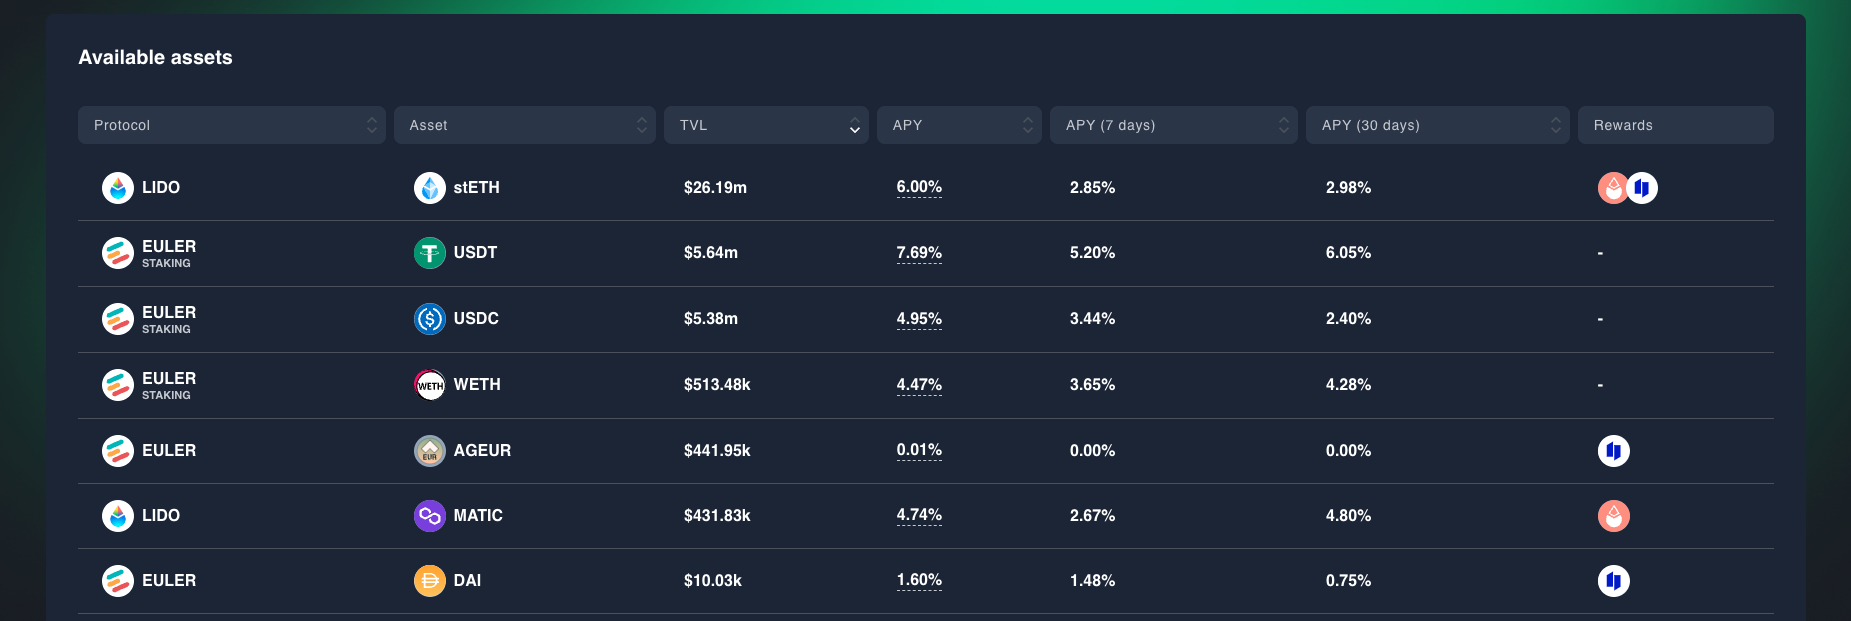 Available assets
Protocol Asset TVL APY APY (7 days) APY (30 days) Rewards
LIDO stETH $26.19m 6.00% 2.85% 2.98%
EULER STAKING USDT $5.64m 7.69% 5.20% 6.05% -
EULER STAKING USDC $5.38m 4.95% 3.44% 2.40% -
EULER STAKING WETH WETH $513.48k 4.47% 3.65% 4.28% -
EULER EUR AGEUR $441.95k 0.01% 0.00% 0.00%
LIDO MATIC $431.83k 4.74% 2.67% 4.80%
EULER DAI $10.03k 1.60% 1.48% 0.75%